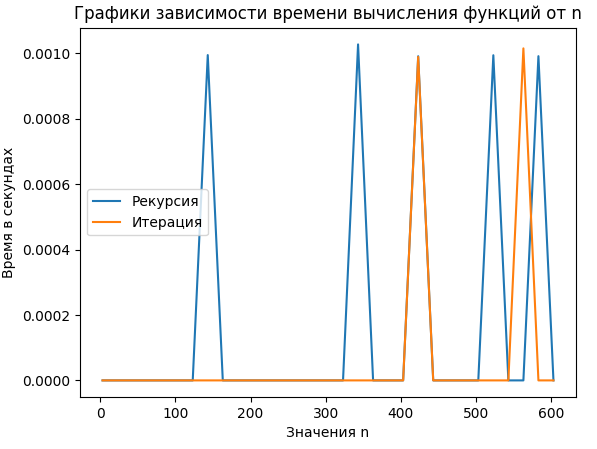 Графики зависимости времени вычисления функций от n
Время в секундах
0.0010
0.0008
0.0006
0.0004
0.0002
0.0000
Рекурсия
Итерация
0 100 200 300 400 500 600
Значения n